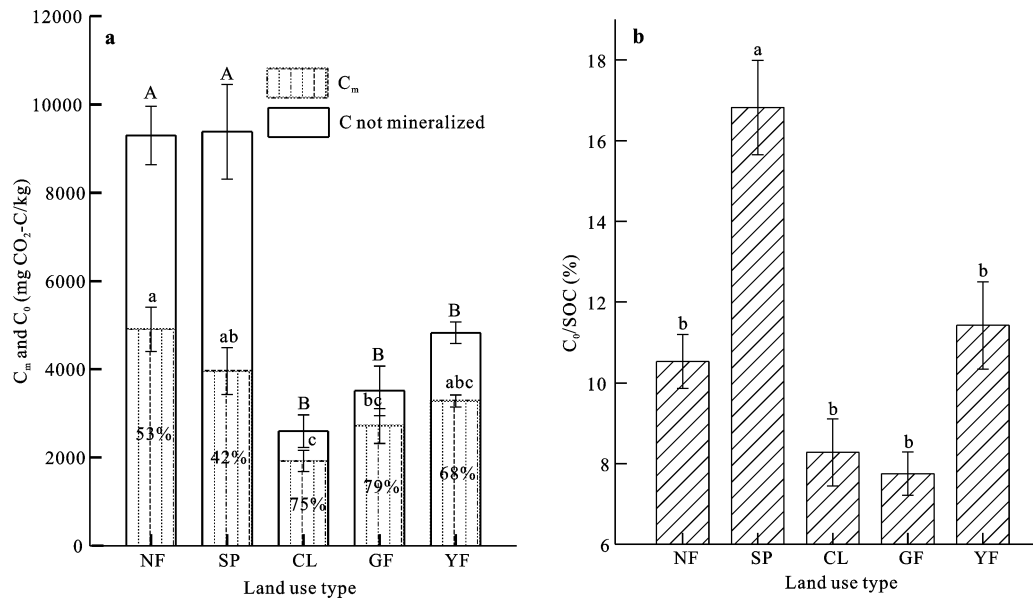 a
12000
10000
8000
6000
4000
2000
0
C_m and C_0 (mg CO_2-C/kg)
C_m
C not mineralized
A
A
B
B
B
a
ab
c
bc
abc
53%
42%
75%
79%
68%
NF SP CL GF YF
Land use type
b
18
16
14
12
10
8
6
C_0/SOC (%)
b
a
b
b
b
NF SP CL GF YF
Land use type